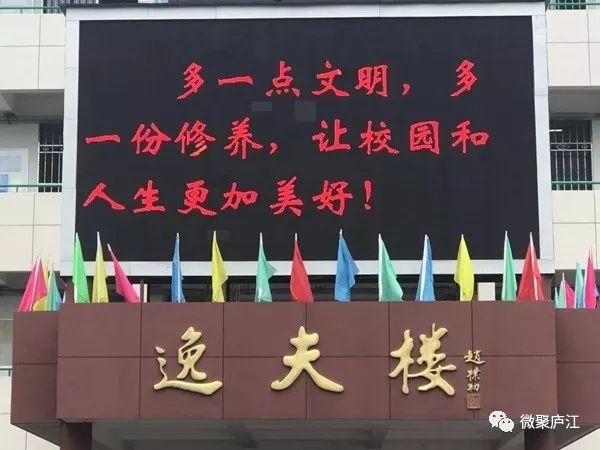 多一点文明，多
一份修养，让校园和
人生更加美好！
逸夫楼
赵朴初
微聚庐江